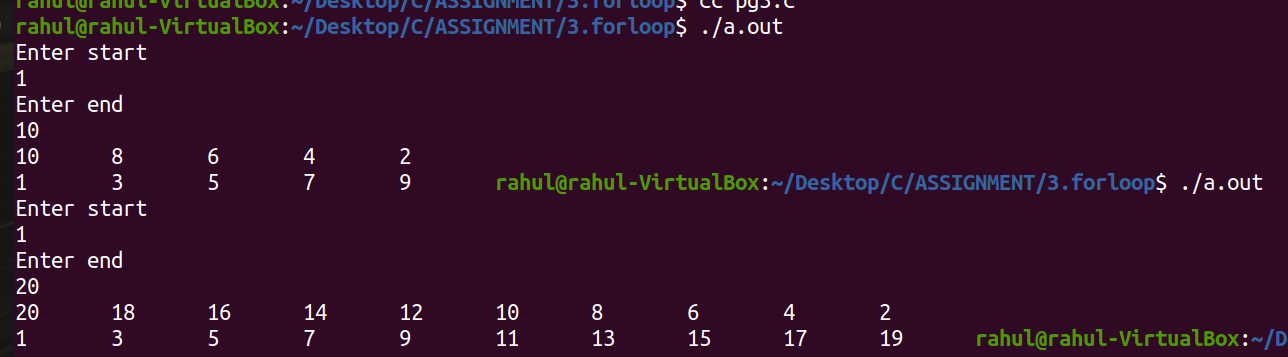 rahul@rahul-VirtualBox:~/Desktop/C/ASSIGNMENT/3.forloop$ cc pg5.c
rahul@rahul-VirtualBox:~/Desktop/C/ASSIGNMENT/3.forloop$ ./a.out
Enter start
1
Enter end
10
10 8 6 4 2
1 3 5 7 9 rahul@rahul-VirtualBox:~/Desktop/C/ASSIGNMENT/3.forloop$ ./a.out
Enter start
1
Enter end
20
20 18 16 14 12 10 8 6 4 2
1 3 5 7 9 11 13 15 17 19 rahul@rahul-VirtualBox:~/D